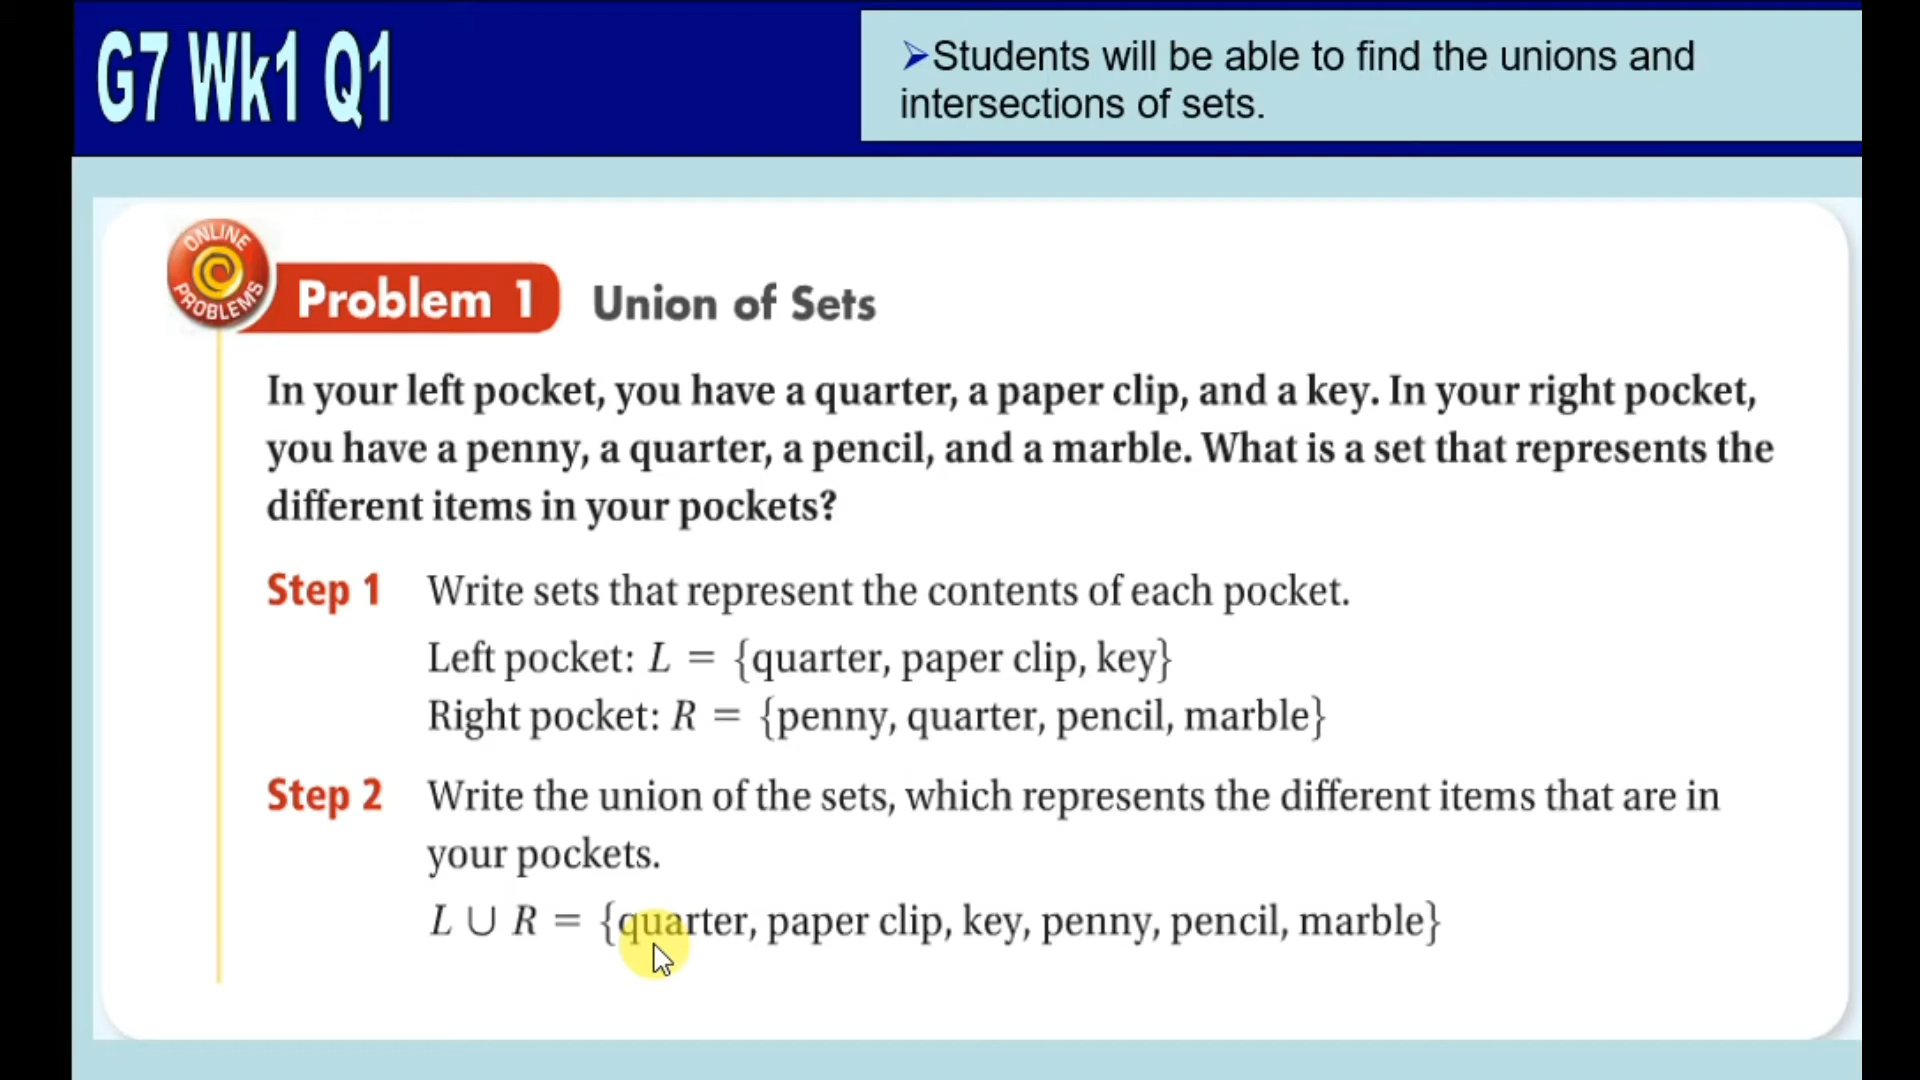 G7 Wk1 Q1
➢Students will be able to find the unions and
intersections of sets.
ONLINE
PROBLEMS
Problem 1 Union of Sets
In your left pocket, you have a quarter, a paper clip, and a key. In your right pocket,
you have a penny, a quarter, a pencil, and a marble. What is a set that represents the
different items in your pockets?
Step 1 Write sets that represent the contents of each pocket.
Left pocket: L = {quarter, paper clip, key}
Right pocket: R = {penny, quarter, pencil, marble}
Step 2 Write the union of the sets, which represents the different items that are in
your pockets.
L ∪ R = {quarter, paper clip, key, penny, pencil, marble}